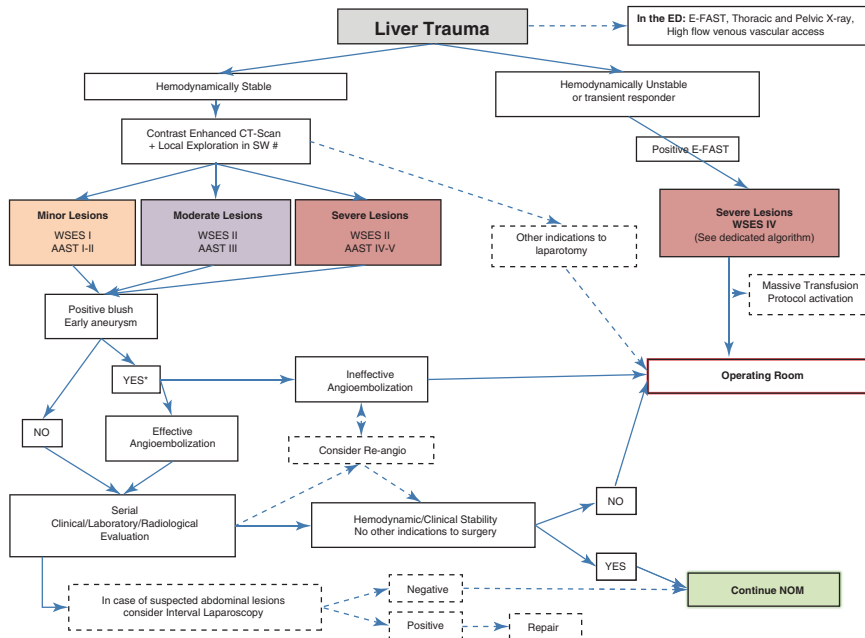 Liver Trauma
In the ED: E-FAST, Thoracic and Pelvic X-ray,
High flow venous vascular access
Hemodynamically Stable
Hemodynamically Unstable
or transient responder
Contrast Enhanced CT-Scan
+ Local Exploration in SW #
Positive E-FAST
Minor Lesions
WSES I
AAST I-II
Moderate Lesions
WSES II
AAST III
Severe Lesions
WSES II
AAST IV-V
Severe Lesions
WSES IV
(See dedicated algorithm)
Other indications to
laparotomy
Massive Transfusion
Protocol activation
Positive blush
Early aneurysm
YES*
Ineffective
Angioembolization
Operating Room
NO
Effective
Angioembolization
Consider Re-angio
Serial
Clinical/Laboratory/Radiological
Evaluation
Hemodynamic/Clinical Stability
No other indications to surgery
NO
YES
In case of suspected abdominal lesions
consider Interval Laparoscopy
Negative
Continue NOM
Positive
Repair